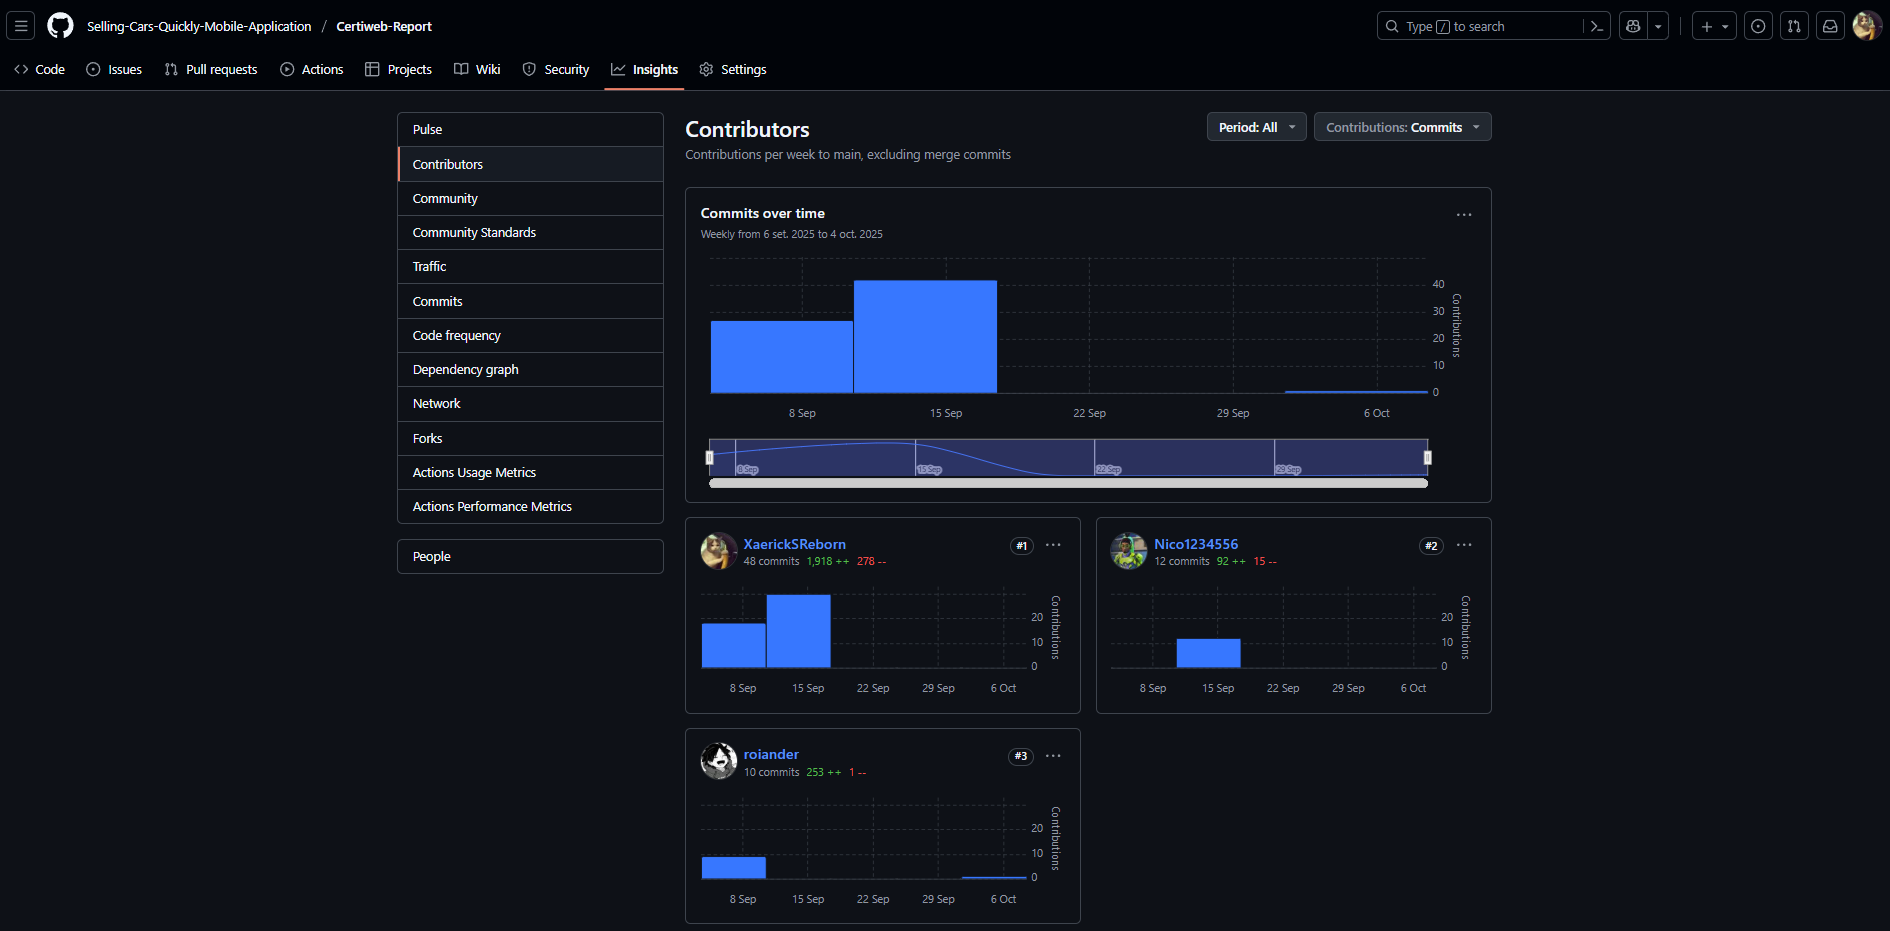 Selling-Cars-Quickly-Mobile-Application / Certiweb-Report
Type / to search
Code Issues Pull requests Actions Projects Wiki Security Insights Settings
Pulse
Contributors
Community
Community Standards
Traffic
Commits
Code frequency
Dependency graph
Network
Forks
Actions Usage Metrics
Actions Performance Metrics
People
Contributors
Period: All
Contributions: Commits
Contributions per week to main, excluding merge commits
Commits over time
Weekly from 6 set. 2025 to 4 oct. 2025
40
30
20
10
0
Contributions
8 Sep 15 Sep 22 Sep 29 Sep 6 Oct
8 Sep 15 Sep 22 Sep 29 Sep
XaerickSReborn
#1
48 commits 1,918 ++ 278 --
20
10
0
Contributions
8 Sep 15 Sep 22 Sep 29 Sep 6 Oct
Nico1234556
#2
12 commits 92 ++ 15 --
20
10
0
Contributions
8 Sep 15 Sep 22 Sep 29 Sep 6 Oct
roiander
#3
10 commits 253 ++ 1 --
20
10
0
Contributions
8 Sep 15 Sep 22 Sep 29 Sep 6 Oct